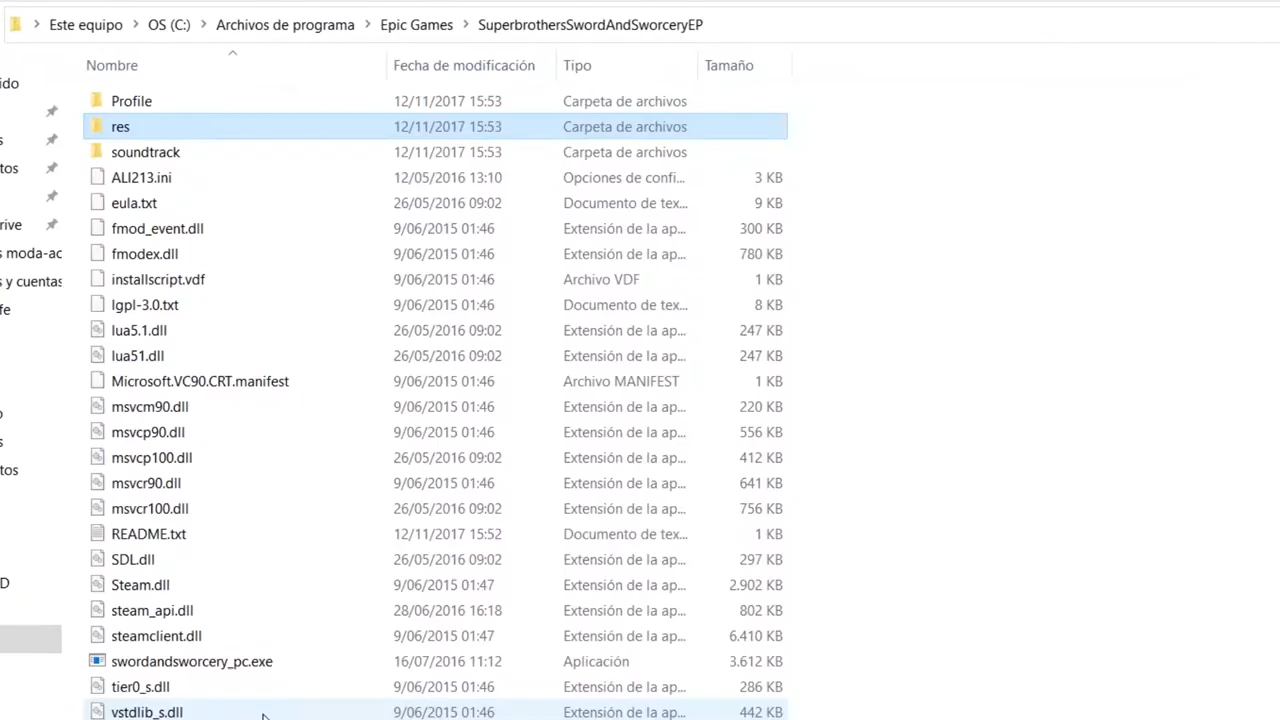 Este equipo > OS (C:) > Archivos de programa > Epic Games > SuperbrothersSwordAndSworceryEP
Nombre Fecha de modificación Tipo Tamaño
ido
Profile 12/11/2017 15:53 Carpeta de archivos
res 12/11/2017 15:53 Carpeta de archivos
s
soundtrack 12/11/2017 15:53 Carpeta de archivos
tos
ALI213.ini 12/05/2016 13:10 Opciones de confi... 3 KB
eula.txt 26/05/2016 09:02 Documento de tex... 9 KB
rive
fmod_event.dll 9/06/2015 01:46 Extensión de la ap... 300 KB
s moda-ac
fmodex.dll 9/06/2015 01:46 Extensión de la ap... 780 KB
s y cuentas
installscript.vdf 9/06/2015 01:46 Archivo VDF 1 KB
fe
lgpl-3.0.txt 9/06/2015 01:46 Documento de tex... 8 KB
lua5.1.dll 26/05/2016 09:02 Extensión de la ap... 247 KB
lua51.dll 26/05/2016 09:02 Extensión de la ap... 247 KB
Microsoft.VC90.CRT.manifest 9/06/2015 01:46 Archivo MANIFEST 1 KB
o
msvcm90.dll 9/06/2015 01:46 Extensión de la ap... 220 KB
s
msvcp90.dll 9/06/2015 01:46 Extensión de la ap... 556 KB
msvcp100.dll 26/05/2016 09:02 Extensión de la ap... 412 KB
tos
msvcr90.dll 9/06/2015 01:46 Extensión de la ap... 641 KB
msvcr100.dll 26/05/2016 09:02 Extensión de la ap... 756 KB
README.txt 12/11/2017 15:52 Documento de tex... 1 KB
SDL.dll 26/05/2016 09:02 Extensión de la ap... 297 KB
D
Steam.dll 9/06/2015 01:47 Extensión de la ap... 2.902 KB
steam_api.dll 28/06/2016 16:18 Extensión de la ap... 802 KB
steamclient.dll 9/06/2015 01:47 Extensión de la ap... 6.410 KB
swordandsworcery_pc.exe 16/07/2016 11:12 Aplicación 3.612 KB
tier0_s.dll 9/06/2015 01:46 Extensión de la ap... 286 KB
vstdlib_s.dll 9/06/2015 01:46 Extensión de la ap... 442 KB